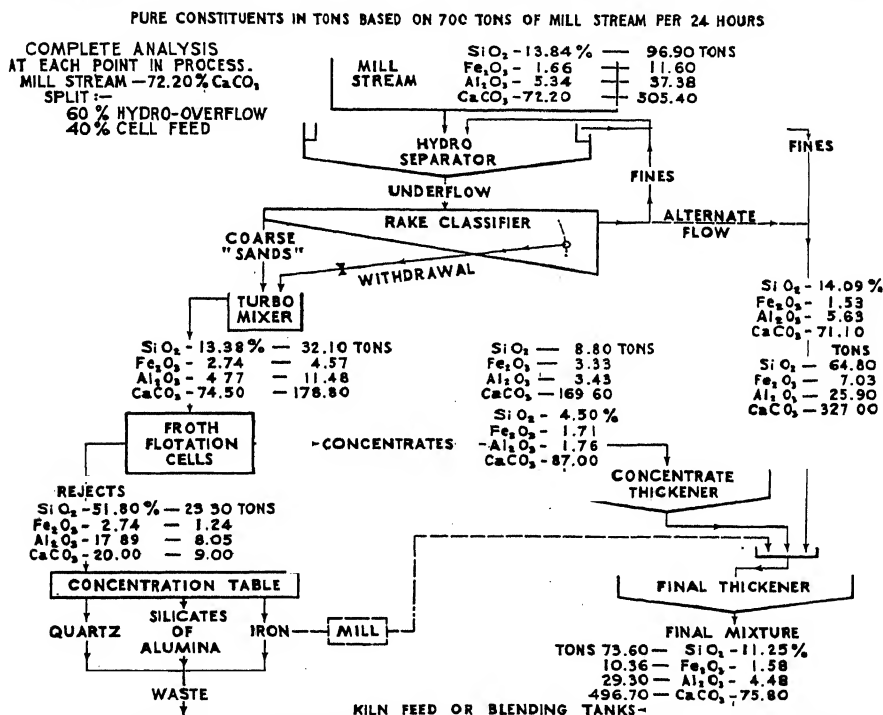 PURE CONSTITUENTS IN TONS BASED ON 700 TONS OF MILL STREAM PER 24 HOURS
COMPLETE ANALYSIS
AT EACH POINT IN PROCESS.
MILL STREAM — 72.20% CaCO₃
SPLIT:—
60% HYDRO-OVERFLOW
40% CELL FEED
MILL
STREAM
SiO₂ - 13.84% — 96.90 TONS
Fe₂O₃ - 1.66 — 11.60
Al₂O₃ - 5.34 — 37.38
CaCO₃ - 72.20 — 505.40
HYDRO
SEPARATOR
UNDERFLOW
FINES
FINES
RAKE CLASSIFIER
ALTERNATE
FLOW
COARSE
"SANDS"
WITHDRAWAL
TURBO
MIXER
SiO₂ - 14.09%
Fe₂O₃ - 1.53
Al₂O₃ - 5.63
CaCO₃ - 71.10
TONS
SiO₂ - 64.80
Fe₂O₃ - 7.03
Al₂O₃ - 25.90
CaCO₃ - 327.00
SiO₂ - 13.38% — 32.10 TONS
Fe₂O₃ - 2.74 — 4.57
Al₂O₃ - 4.77 — 11.48
CaCO₃ - 74.50 — 178.80
SiO₂ — 8.80 TONS
Fe₂O₃ — 3.33
Al₂O₃ — 3.43
CaCO₃ — 169.60
SiO₂ - 4.50%
Fe₂O₃ - 1.71
Al₂O₃ - 1.76
CaCO₃ - 87.00
FROTH
FLOTATION
CELLS
CONCENTRATES
CONCENTRATE
THICKENER
REJECTS
SiO₂ - 51.80% — 23.30 TONS
Fe₂O₃ - 2.74 — 1.24
Al₂O₃ - 17.89 — 8.05
CaCO₃ - 20.00 — 9.00
CONCENTRATION TABLE
QUARTZ
SILICATES
OF
ALUMINA
IRON
MILL
WASTE
FINAL THICKENER
FINAL MIXTURE
TONS 73.60 — SiO₂ - 11.25%
10.36 — Fe₂O₃ - 1.58
29.30 — Al₂O₃ - 4.48
496.70 — CaCO₃ - 75.80
KILN FEED OR BLENDING TANKS